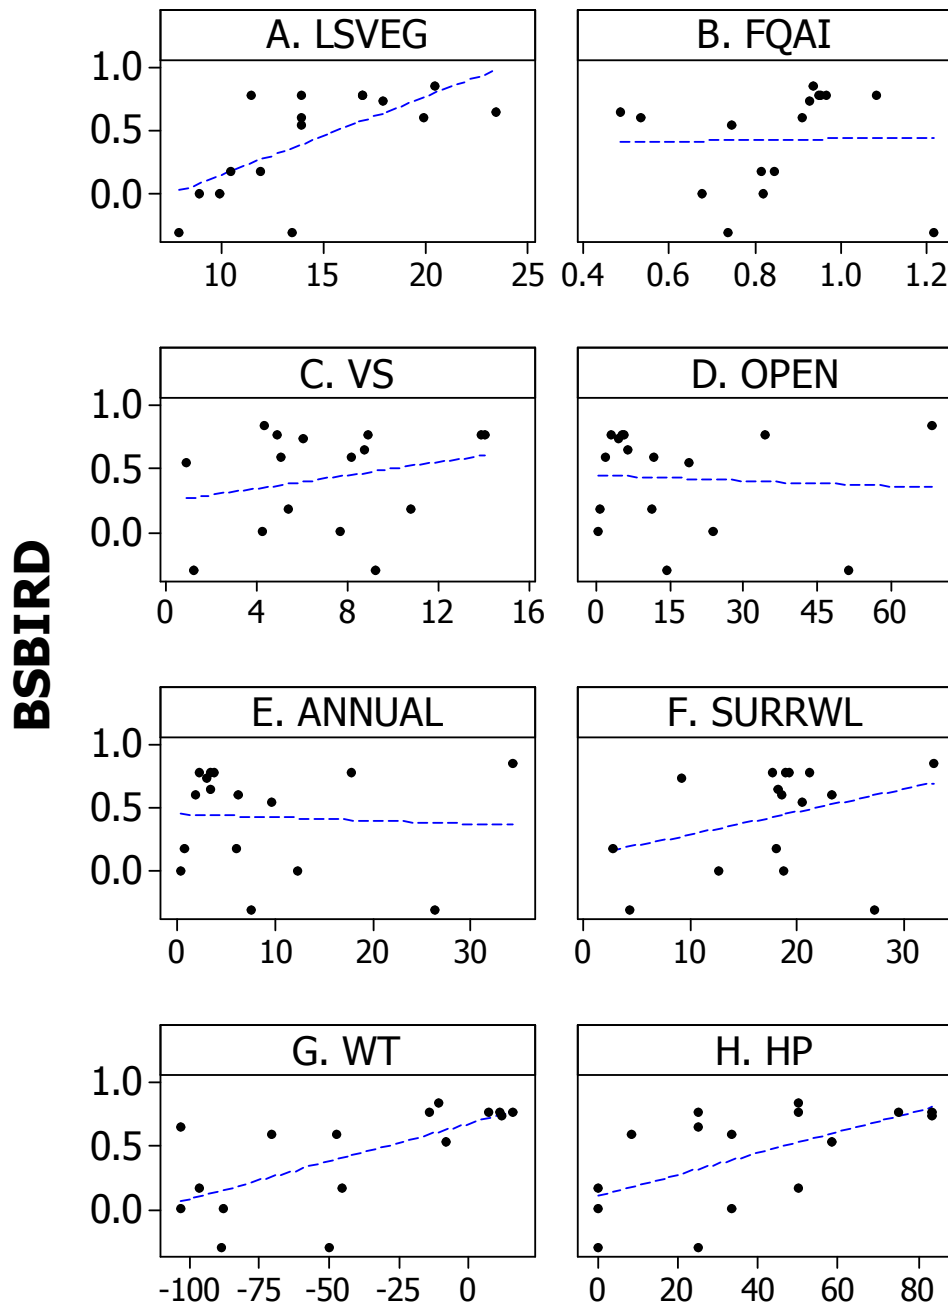 A. LSVEG
B. FQAI
1.0
0.5
0.0
10 15 20 25
0.4 0.6 0.8 1.0 1.2
C. VS
D. OPEN
1.0
0.5
0.0
0 4 8 12 16
0 15 30 45 60
BSBIRD
E. ANNUAL
F. SURRWL
1.0
0.5
0.0
0 10 20 30
0 10 20 30
G. WT
H. HP
1.0
0.5
0.0
-100 -75 -50 -25 0
0 20 40 60 80